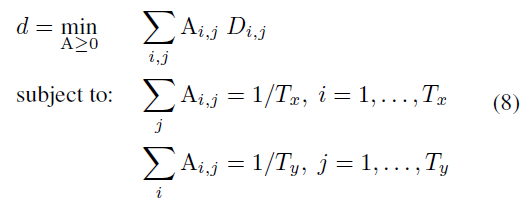 d = min_{A≥0} ∑_{i,j} A_{i,j} D_{i,j}
subject to: ∑_j A_{i,j} = 1/T_x, i = 1, . . . , T_x (8)
∑_i A_{i,j} = 1/T_y, j = 1, . . . , T_y